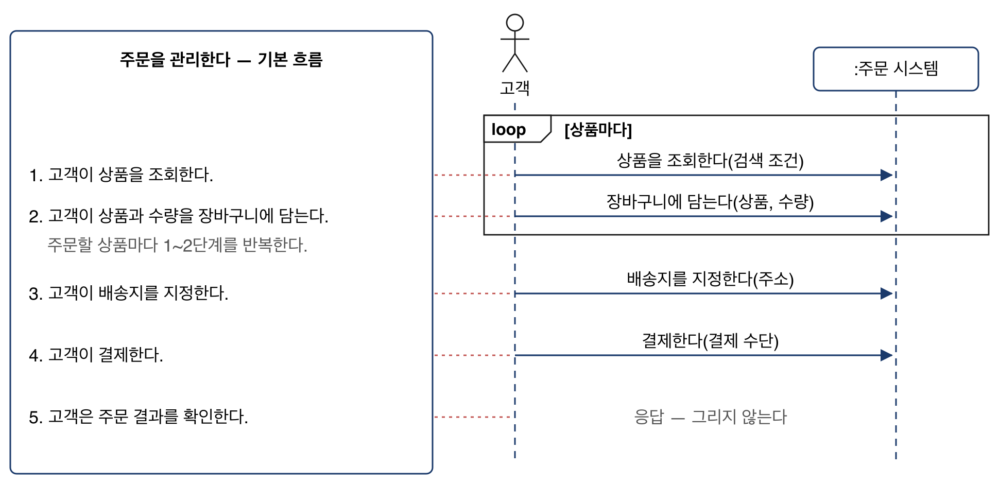 주문을 관리한다 — 기본 흐름
1. 고객이 상품을 조회한다.
2. 고객이 상품과 수량을 장바구니에 담는다.
주문할 상품마다 1~2단계를 반복한다.
3. 고객이 배송지를 지정한다.
4. 고객이 결제한다.
5. 고객은 주문 결과를 확인한다.
고객
:주문 시스템
loop [상품마다]
상품을 조회한다(검색 조건)
장바구니에 담는다(상품, 수량)
배송지를 지정한다(주소)
결제한다(결제 수단)
응답 — 그리지 않는다